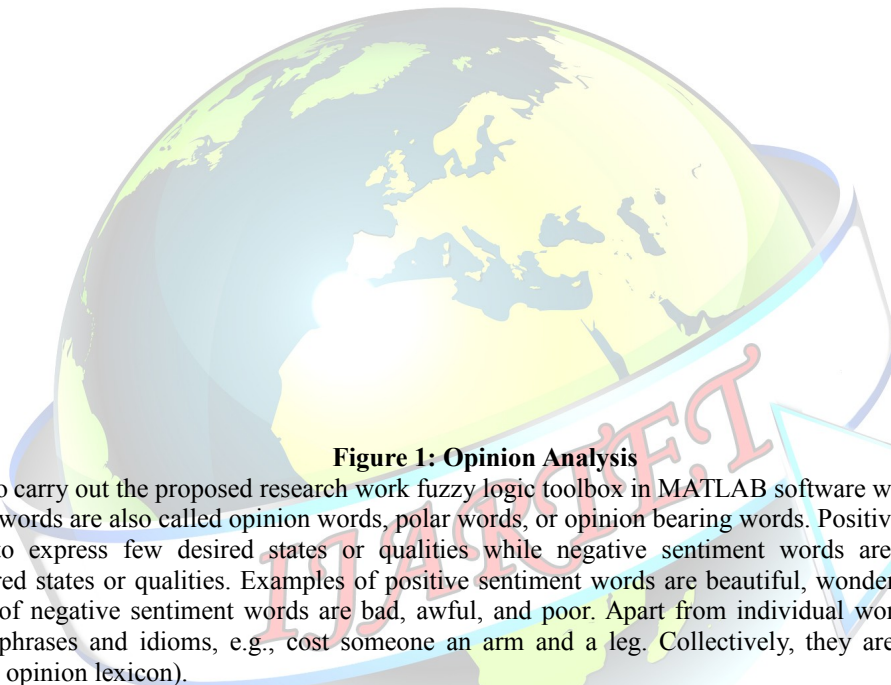 Figure 1: Opinion Analysis
o carry out the proposed research work fuzzy logic toolbox in MATLAB software w
words are also called opinion words, polar words, or opinion bearing words. Positiv
to express few desired states or qualities while negative sentiment words are
red states or qualities. Examples of positive sentiment words are beautiful, wonder
of negative sentiment words are bad, awful, and poor. Apart from individual wor
phrases and idioms, e.g., cost someone an arm and a leg. Collectively, they are
opinion lexicon).
IJARTET